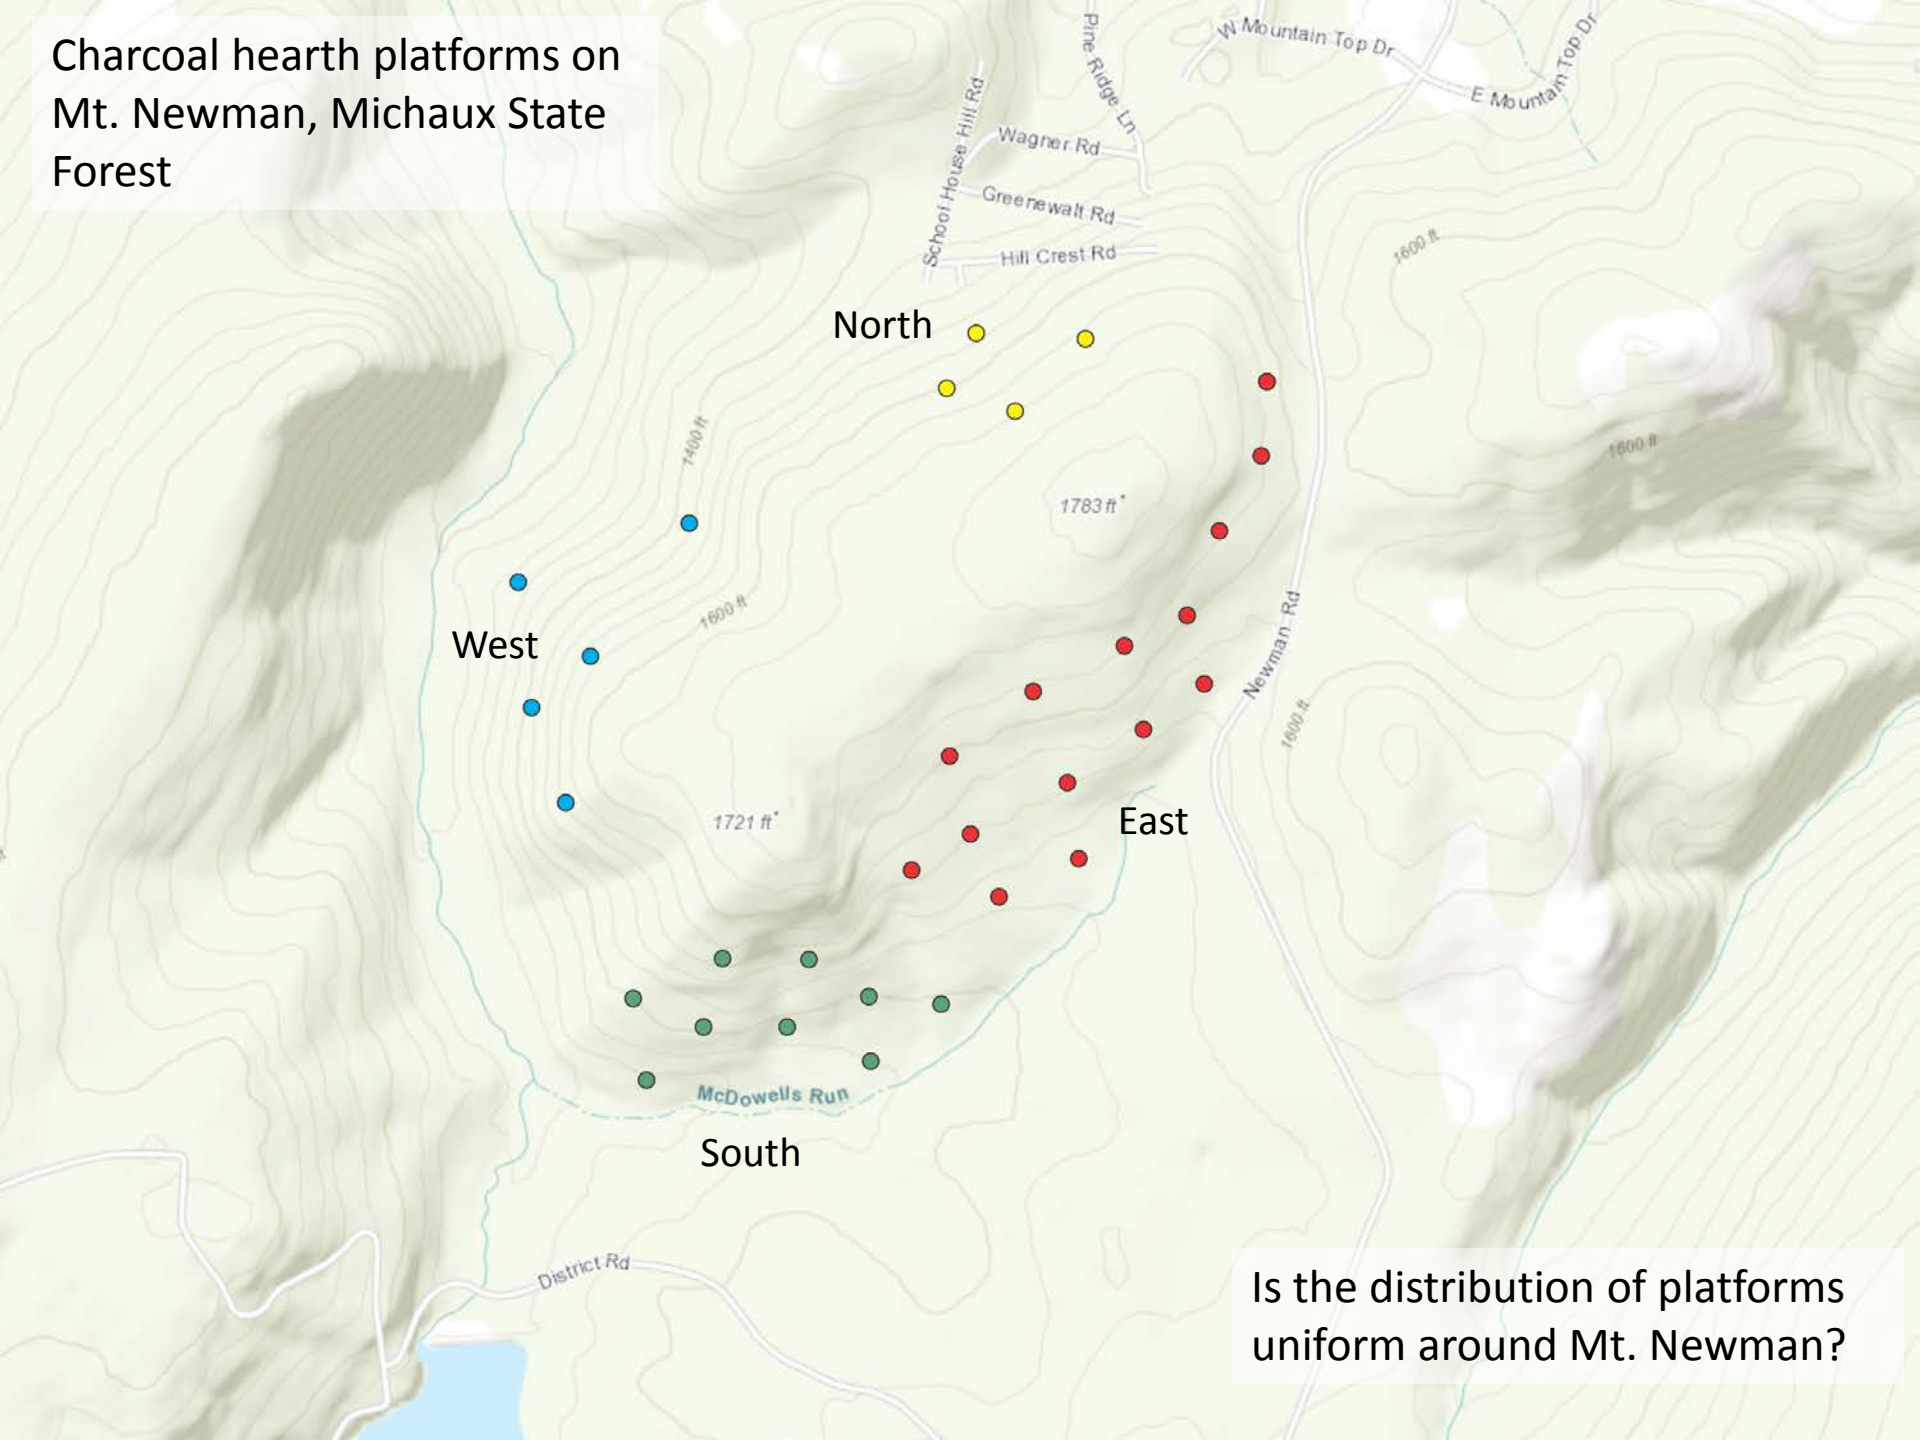 Charcoal hearth platforms on
Mt. Newman, Michaux State
Forest
Pine Ridge Ln
W Mountain Top Dr
E Mountain Top Dr
School House Hill Rd
Wagner Rd
Greenewalt Rd
Hill Crest Rd
1600 ft
North
1400 ft
1600 ft
1783 ft
1600 ft
West
Newman Rd
1600 ft
1721 ft
East
McDowells Run
South
District Rd
Is the distribution of platforms
uniform around Mt. Newman?